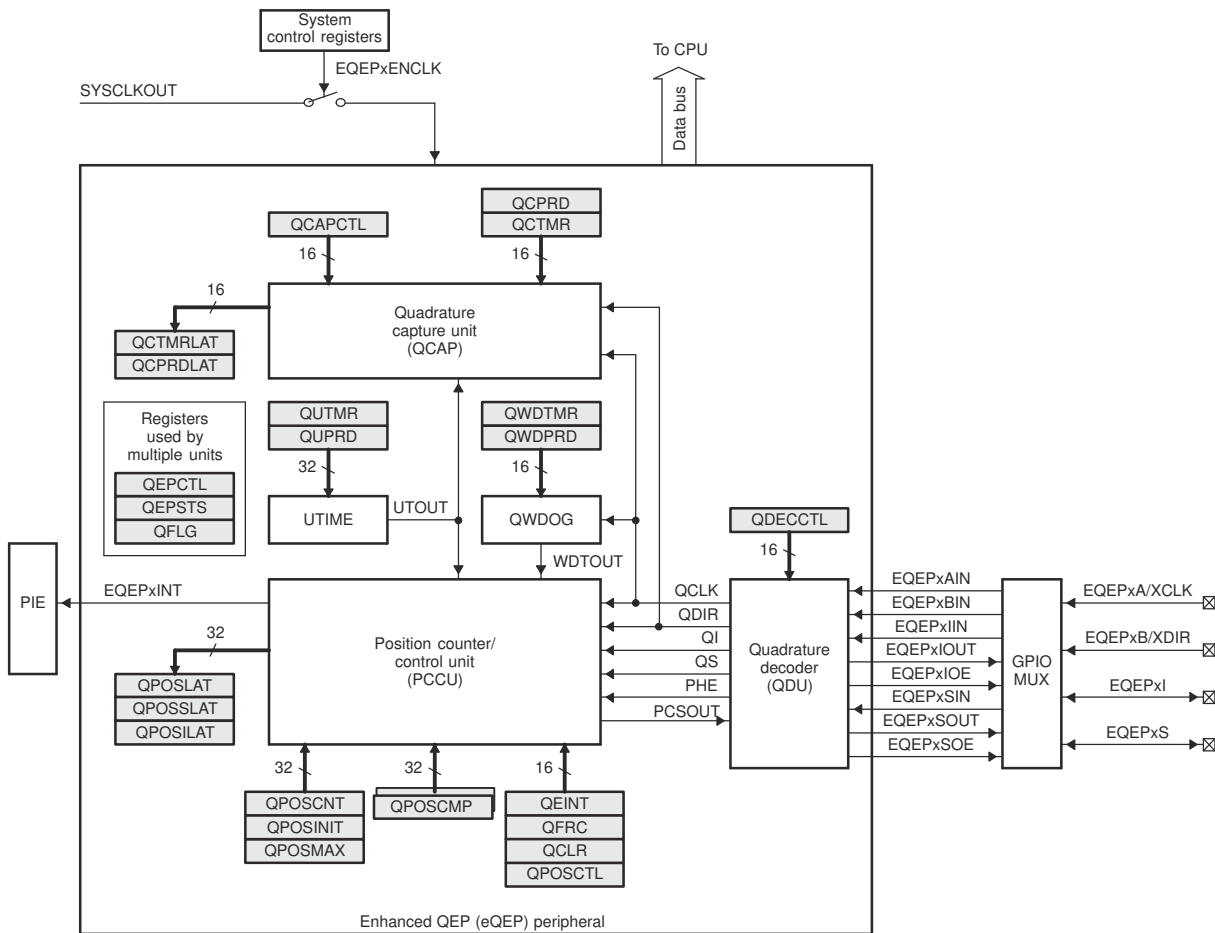 System
control registers
To CPU
EQEPxENCLK
SYSCLKOUT
Data bus
QCPRD
QCAPCTL
QCTMR
16
16
16
Quadrature
capture unit
(QCAP)
QCTMRLAT
QCPRDLAT
Registers
used by
multiple units
QEPCTL
QEPSTS
QFLG
QUTMR
QUPRD
32
QWDTMR
QWDPRD
16
UTIME
UTOUT
QWDOG
WDTOUT
QDECCTL
16
PIE
EQEPxINT
32
Position counter/
control unit
(PCCU)
QCLK
QDIR
QI
QS
PHE
PCSOUT
Quadrature
decoder
(QDU)
EQEPxAIN
EQEPxBIN
EQEPxIIN
EQEPxIOUT
EQEPxIOE
EQEPxSIN
EQEPxSOUT
EQEPxSOE
GPIO
MUX
EQEPxA/XCLK
EQEPxB/XDIR
EQEPxI
EQEPxS
QPOSLAT
QPOSSLAT
QPOSILAT
32
32
16
QPOSCNT
QPOSINIT
QPOSMAX
QPOSCMP
QEINT
QFRC
QCLR
QPOSCTL
Enhanced QEP (eQEP) peripheral